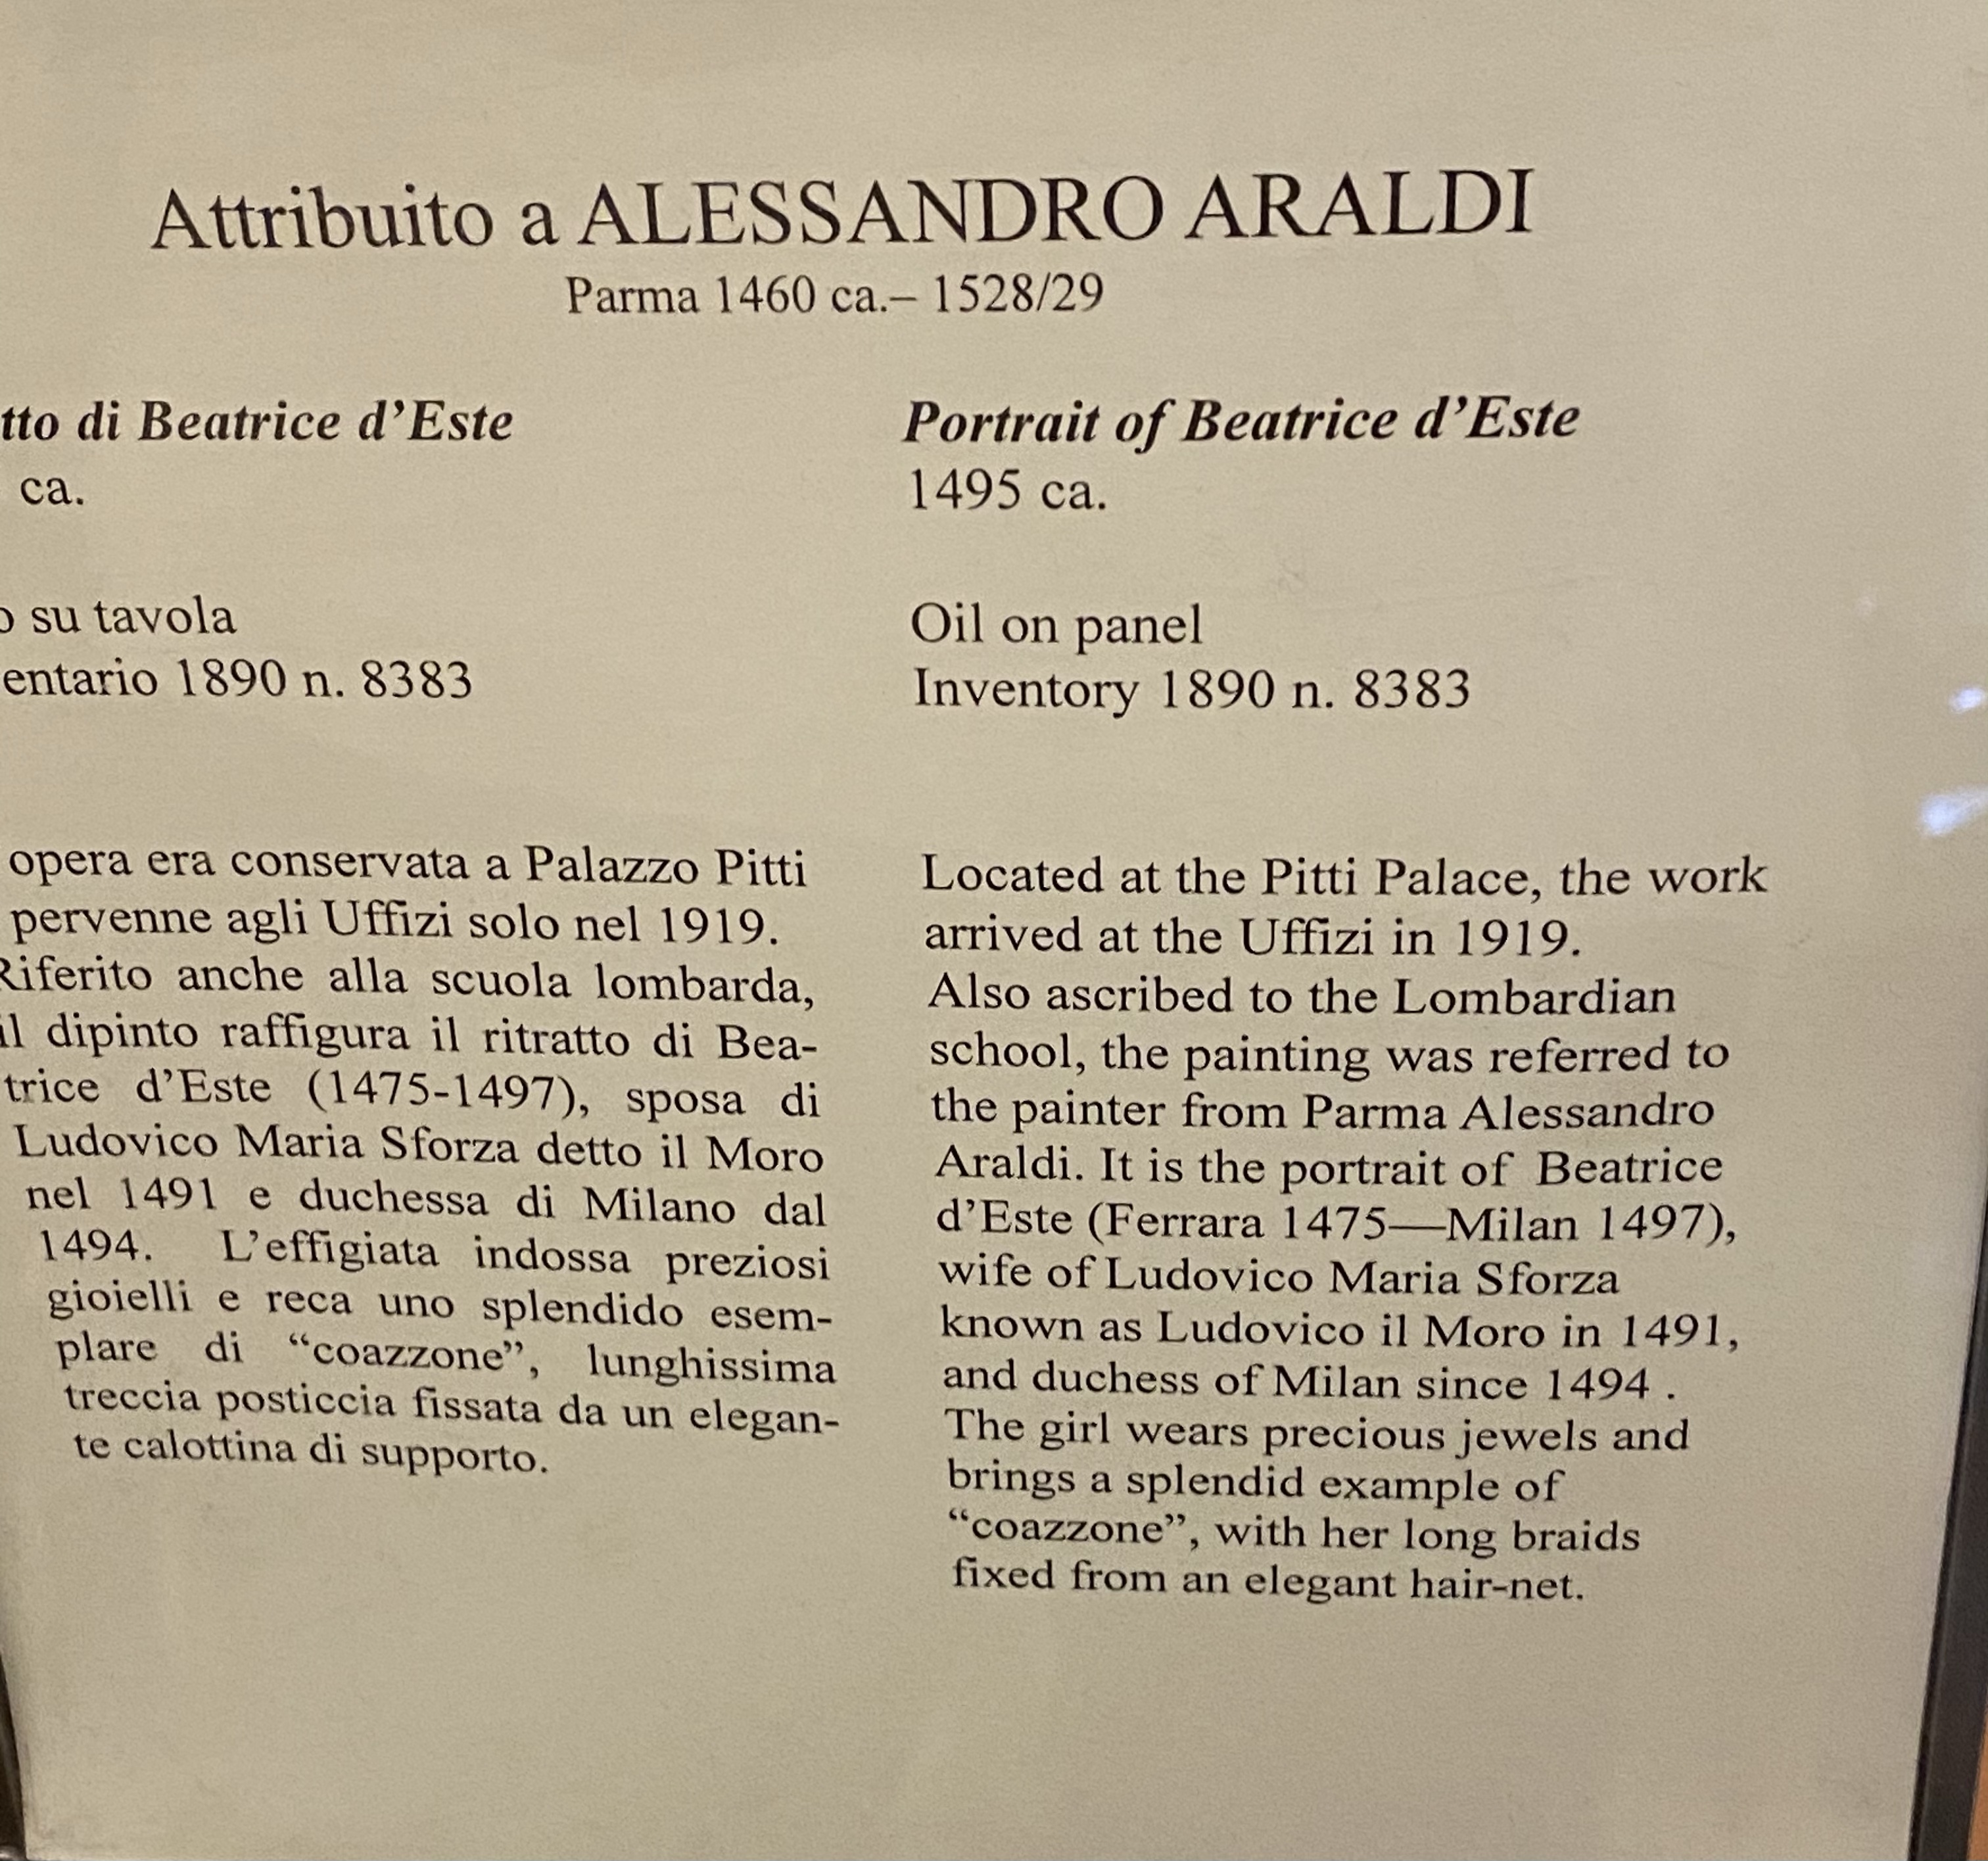 Attribuito a ALESSANDRO ARALDI
Parma 1460 ca.– 1528/29
tto di Beatrice d’Este
ca.
su tavola
entario 1890 n. 8383
opera era conservata a Palazzo Pitti
pervenne agli Uffizi solo nel 1919.
Riferito anche alla scuola lombarda,
il dipinto raffigura il ritratto di Bea-
trice d’Este (1475-1497), sposa di
Ludovico Maria Sforza detto il Moro
nel 1491 e duchessa di Milano dal
1494. L’effigiata indossa preziosi
gioielli e reca uno splendido esem-
plare di “coazzone”, lunghissima
treccia posticcia fissata da un elegan-
te calottina di supporto.
Portrait of Beatrice d’Este
1495 ca.
Oil on panel
Inventory 1890 n. 8383
Located at the Pitti Palace, the work
arrived at the Uffizi in 1919.
Also ascribed to the Lombardian
school, the painting was referred to
the painter from Parma Alessandro
Araldi. It is the portrait of Beatrice
d’Este (Ferrara 1475—Milan 1497),
wife of Ludovico Maria Sforza
known as Ludovico il Moro in 1491,
and duchess of Milan since 1494 .
The girl wears precious jewels and
brings a splendid example of
“coazzone”, with her long braids
fixed from an elegant hair-net.